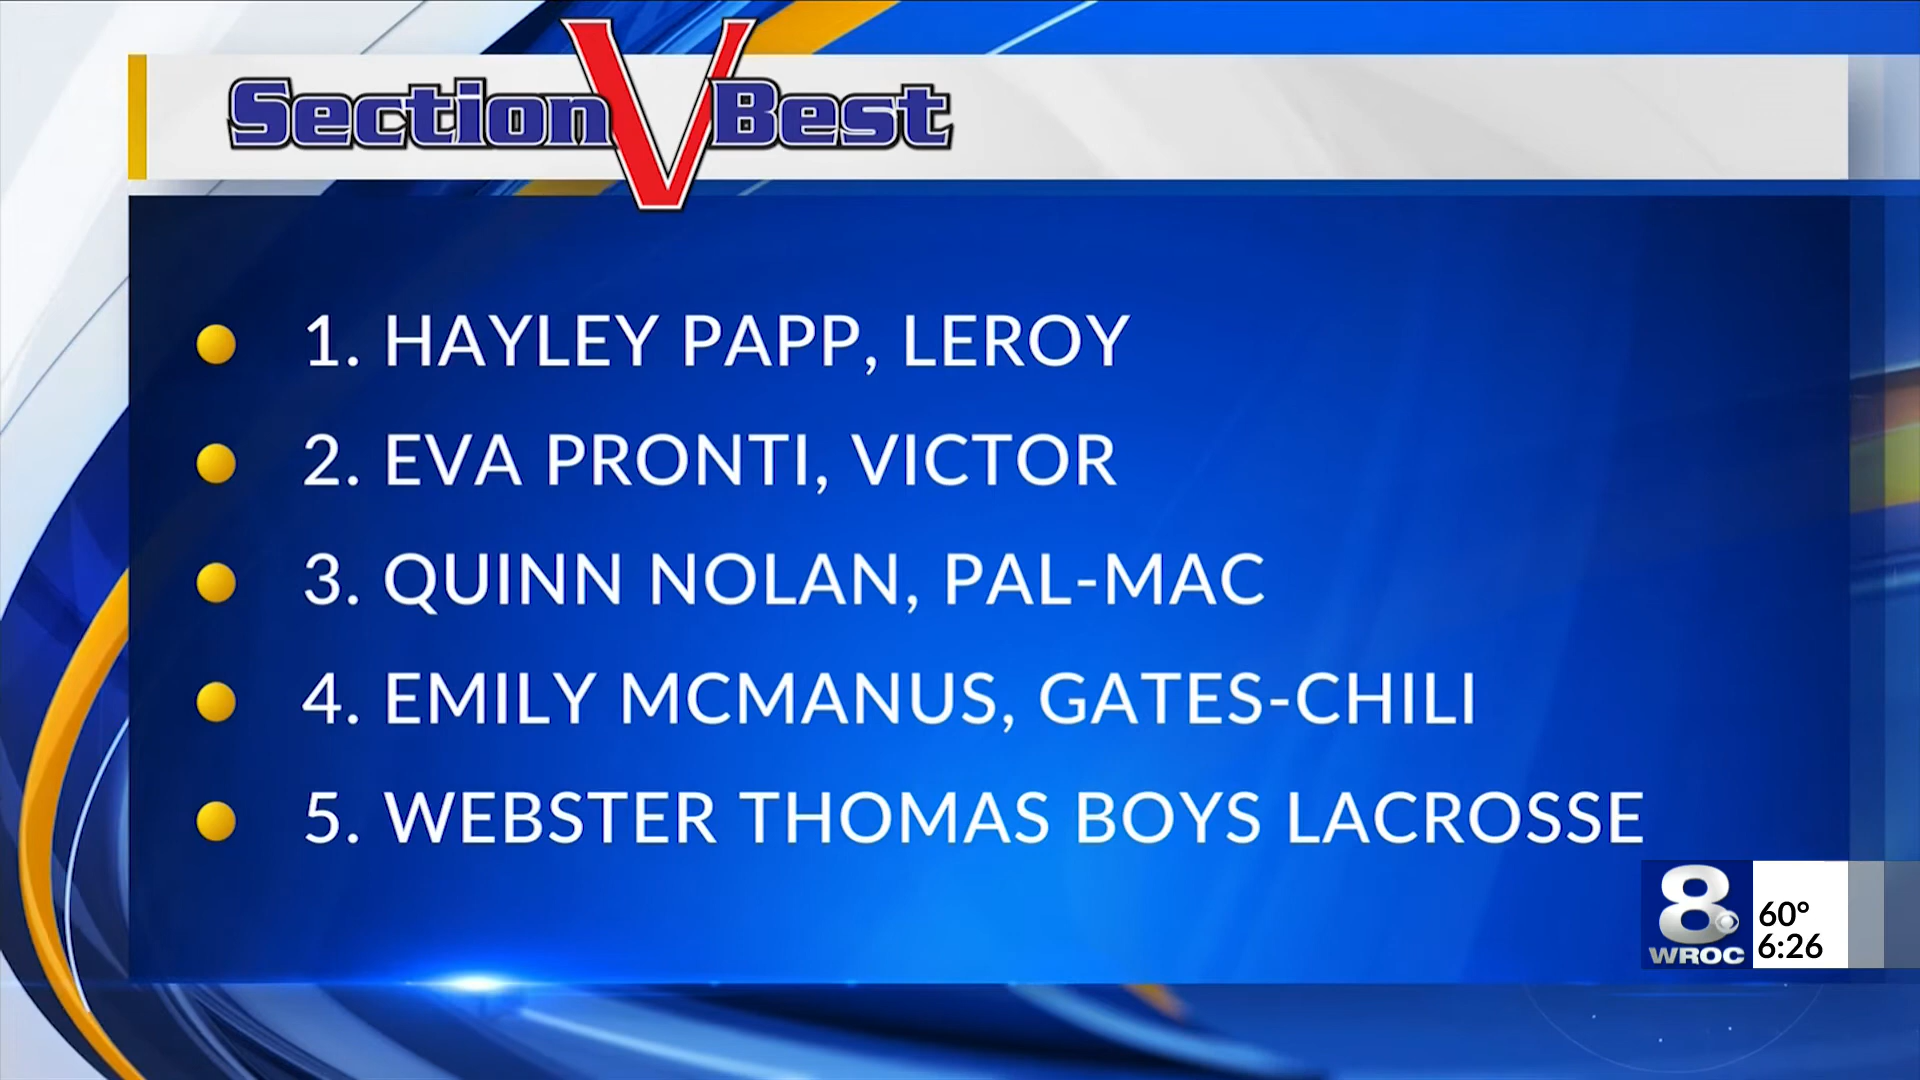 Section V Best
1. HAYLEY PAPP, LEROY
2. EVA PRONTI, VICTOR
3. QUINN NOLAN, PAL-MAC
4. EMILY MCMANUS, GATES-CHILI
5. WEBSTER THOMAS BOYS LACROSSE
8
WROC
60°
6:26